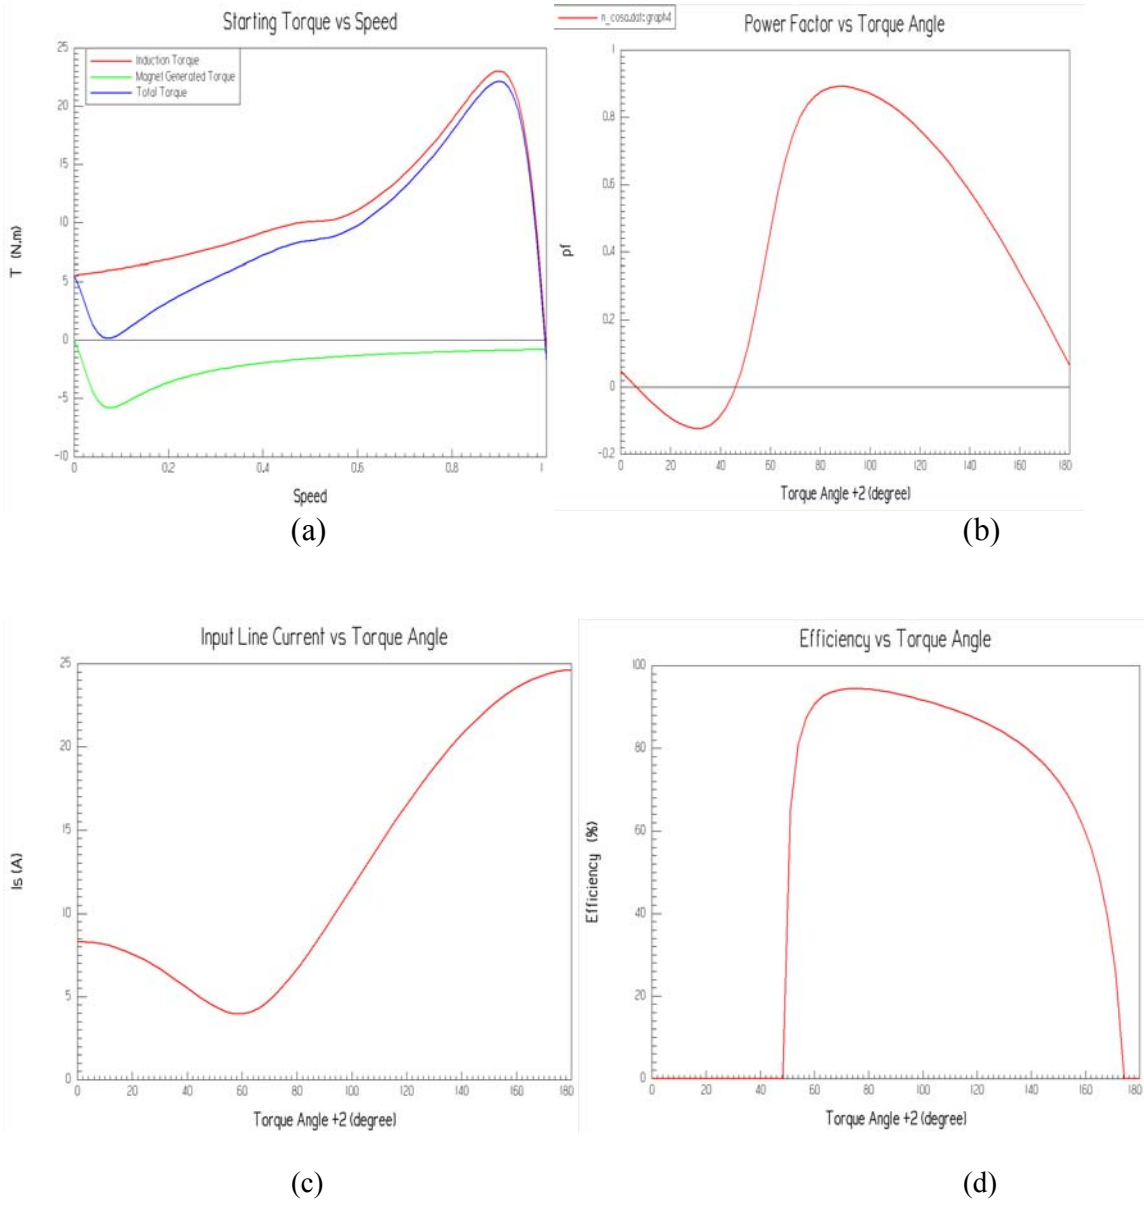 Starting Torque vs Speed
25
Induction Torque
Magnet Generated Torque
Total Torque
20
15
10
5
0
-5
-10
T (N.m)
0 0.2 0.4 0.6 0.8 1
Speed
(a)
Power Factor vs Torque Angle
1
0.8
0.6
0.4
0.2
0
-0.2
pf
0 20 40 60 80 100 120 140 160 180
Torque Angle +2 (degree)
(b)
Input Line Current vs Torque Angle
25
20
15
10
5
0
Is (A)
0 20 40 60 80 100 120 140 160 180
Torque Angle +2 (degree)
(c)
Efficiency vs Torque Angle
100
80
60
40
20
0
Efficiency (%)
0 20 40 60 80 100 120 140 160 180
Torque Angle +2 (degree)
(d)